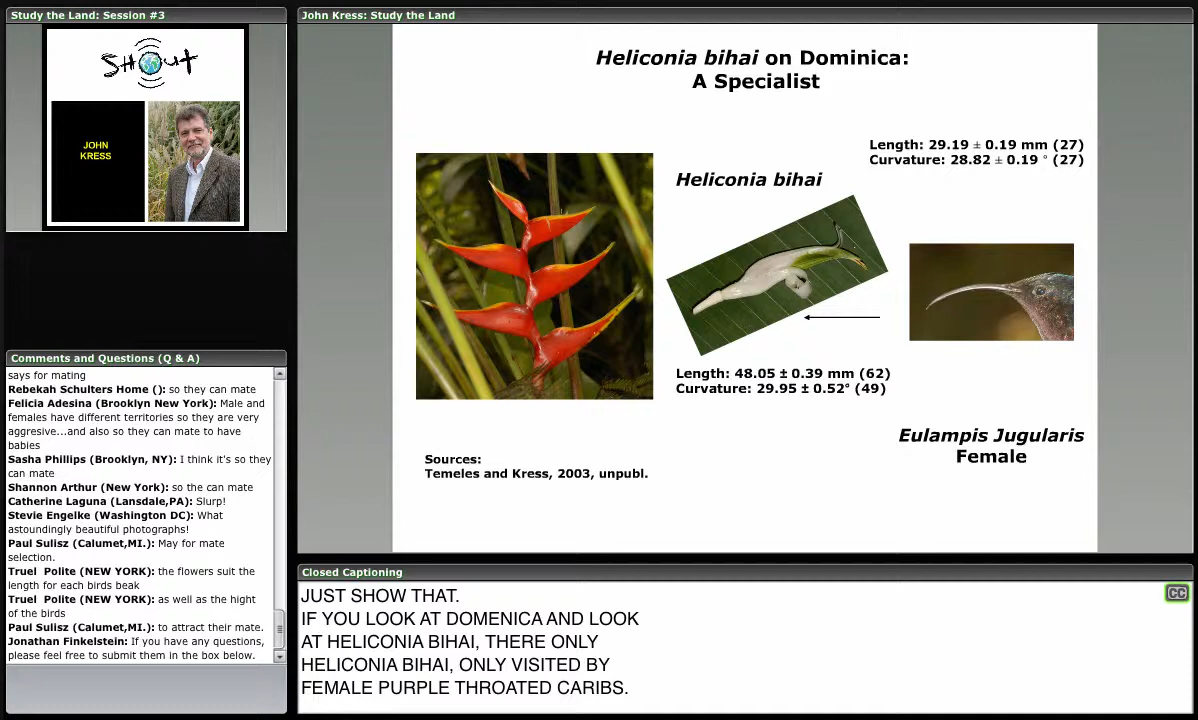 Study the Land: Session #3
SHOUT
JOHN
KRESS
Comments and Questions (Q & A)
says for mating
Rebekah Schulters Home (): so they can mate
Felicia Adesina (Brooklyn New York): Male and
females have different territories so they are very
aggresive...and also so they can mate to have
babies
Sasha Phillips (Brooklyn, NY): I think it's so they
can mate
Shannon Arthur (New York): so the can mate
Catherine Laguna (Lansdale,PA): Slurp!
Stevie Engelke (Washington DC): What
astoundingly beautiful photographs!
Paul Sulisz (Calumet,MI.): May for mate
selection.
Truel  Polite (NEW YORK): the flowers suit the
length for each birds beak
Truel  Polite (NEW YORK): as well as the hight
of the birds
Paul Sulisz (Calumet,MI.): to attract their mate.
Jonathan Finkelstein: If you have any questions,
please feel free to submit them in the box below.
John Kress: Study the Land
Heliconia bihai on Dominica:
A Specialist
Length: 29.19 ± 0.19 mm (27)
Curvature: 28.82 ± 0.19 ° (27)
Heliconia bihai
Length: 48.05 ± 0.39 mm (62)
Curvature: 29.95 ± 0.52° (49)
Eulampis Jugularis
Female
Sources:
Temeles and Kress, 2003, unpubl.
Closed Captioning
CC
JUST SHOW THAT.
IF YOU LOOK AT DOMENICA AND LOOK
AT HELICONIA BIHAI, THERE ONLY
HELICONIA BIHAI, ONLY VISITED BY
FEMALE PURPLE THROATED CARIBS.